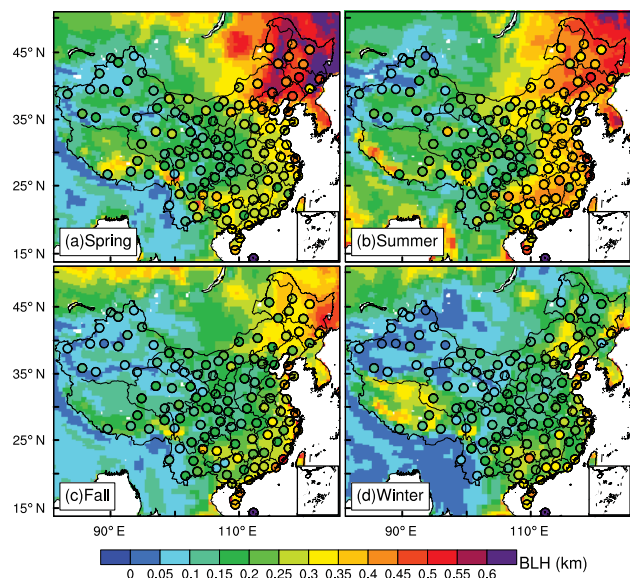 45° N
35° N
25° N
15° N
(a)Spring
(b)Summer
45° N
35° N
25° N
15° N
(c)Fall
(d)Winter
90° E
110° E
90° E
110° E
0 0.05 0.1 0.15 0.2 0.25 0.3 0.4 0.45 0.5 0.55 0.6
BLH (km)